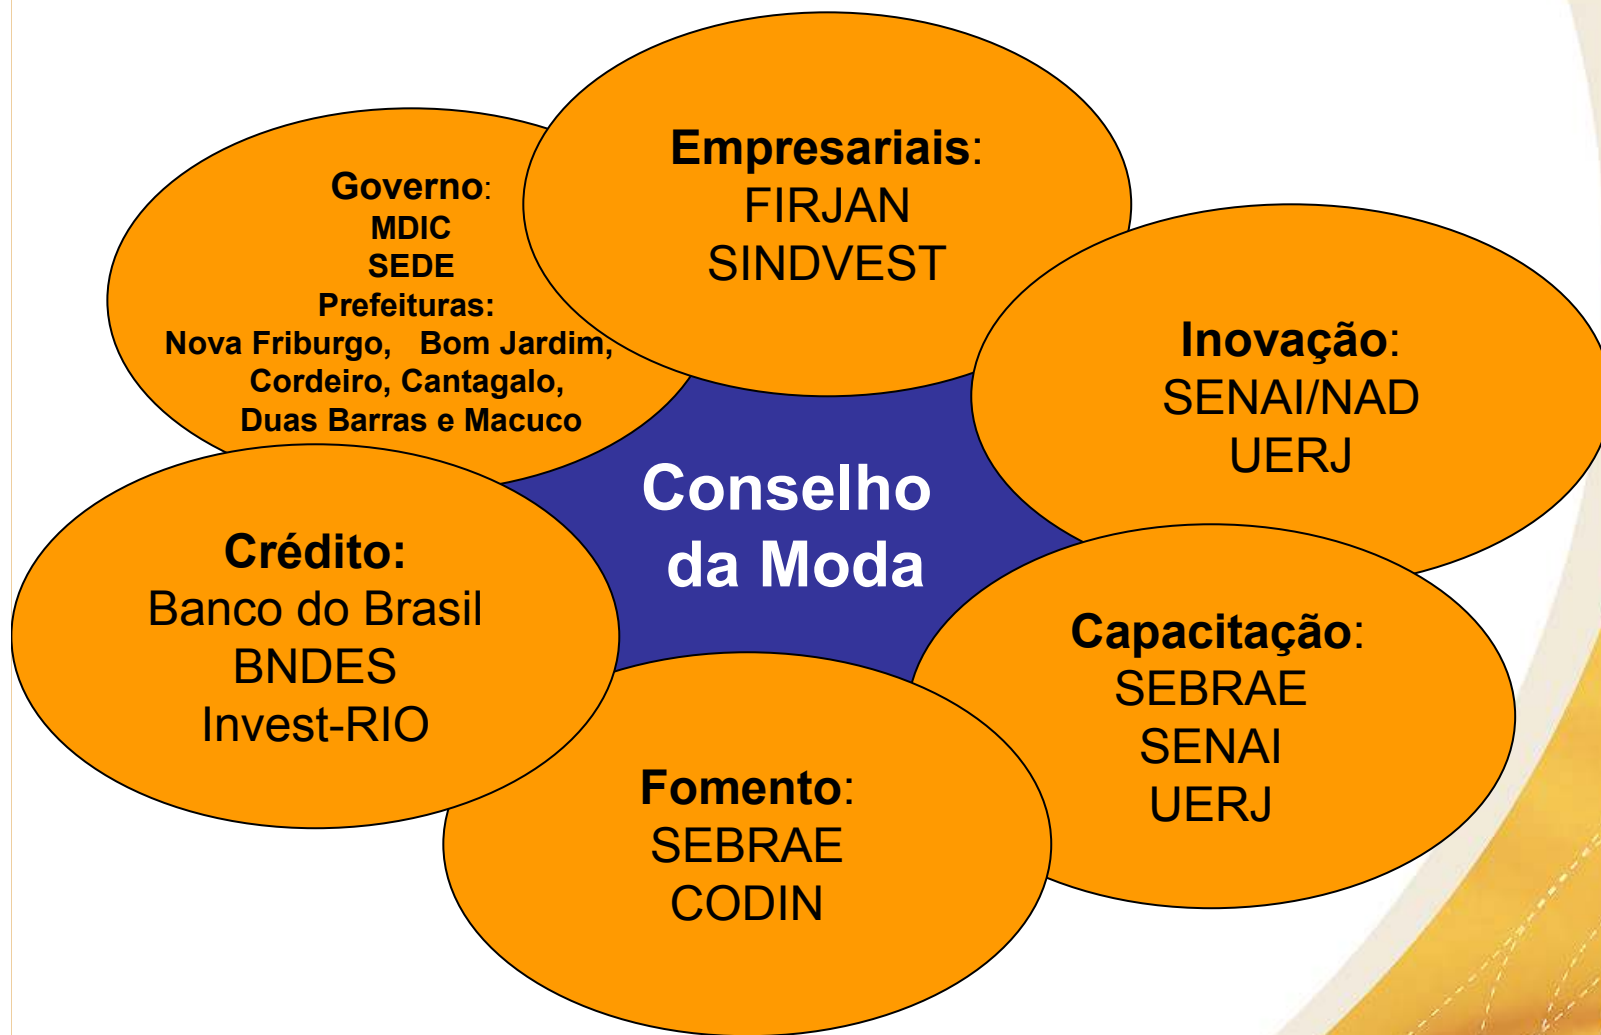 Empresariais:
FIRJAN
SINDVEST
Governo:
MDIC
SEDE
Prefeituras:
Nova Friburgo, Bom Jardim,
Cordeiro, Cantagalo,
Duas Barras e Macuco
Inovação:
SENAI/NAD
UERJ
Conselho
da Moda
Crédito:
Banco do Brasil
BNDES
Invest-RIO
Capacitação:
SEBRAE
SENAI
UERJ
Fomento:
SEBRAE
CODIN